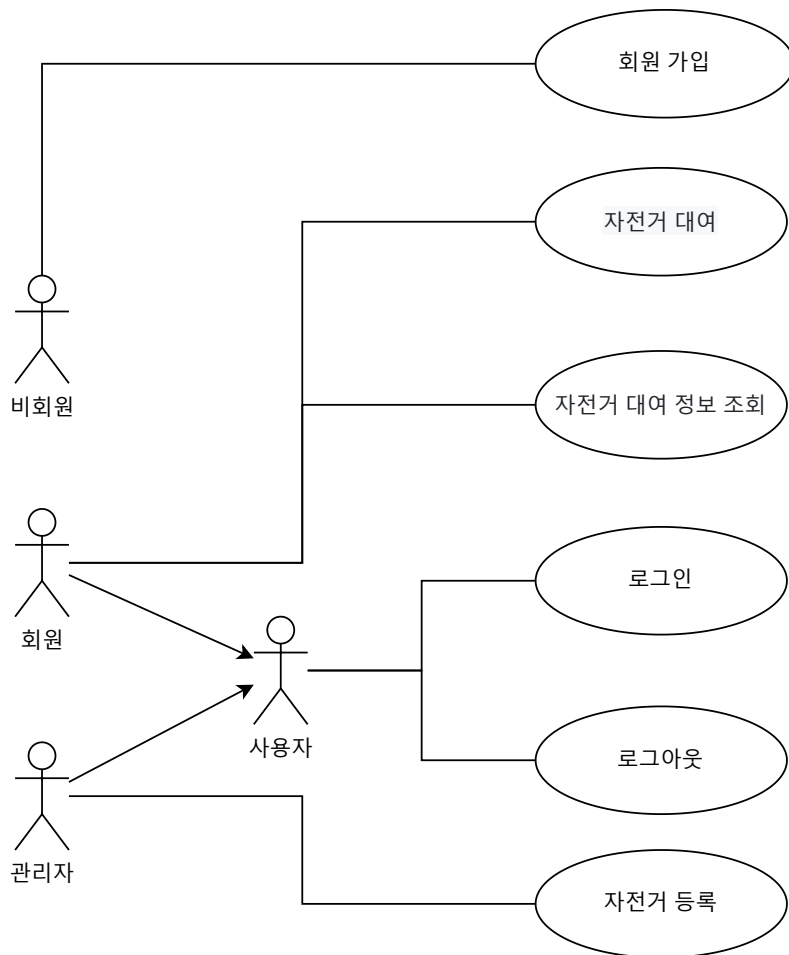 회원 가입
자전거 대여
비회원
자전거 대여 정보 조회
회원
로그인
사용자
로그아웃
관리자
자전거 등록